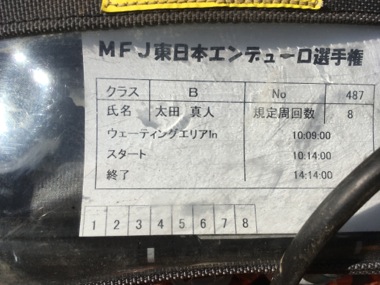 MFJ東日本エンデューロ選手権
クラス B No 487
氏名 太田 真人 規定周回数 8
ウェーティングエリアIn 10:09:00
スタート 10:14:00
終了 14:14:00
1 2 3 4 5 6 7 8